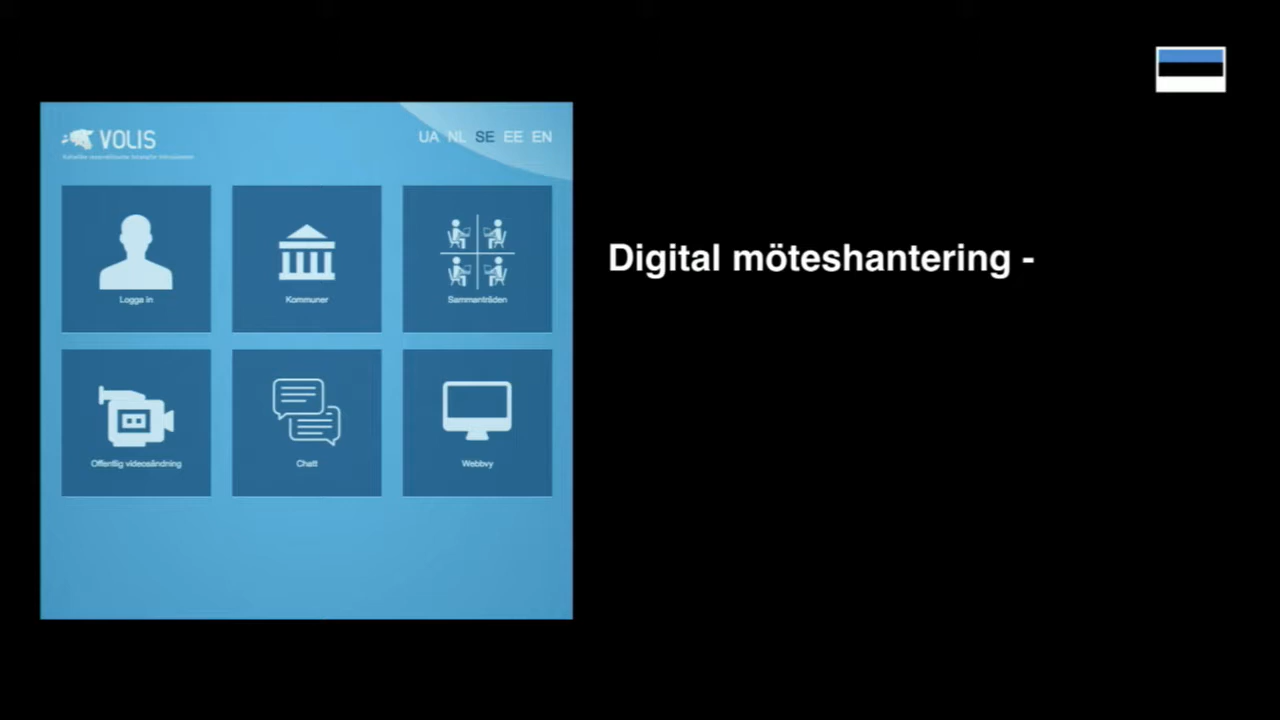 VOLIS
UA NL SE EE EN
Digital möteshantering -
Logga in
Kommuner
Sammanträden
Offentlig videosändning
Chatt
Webbvy